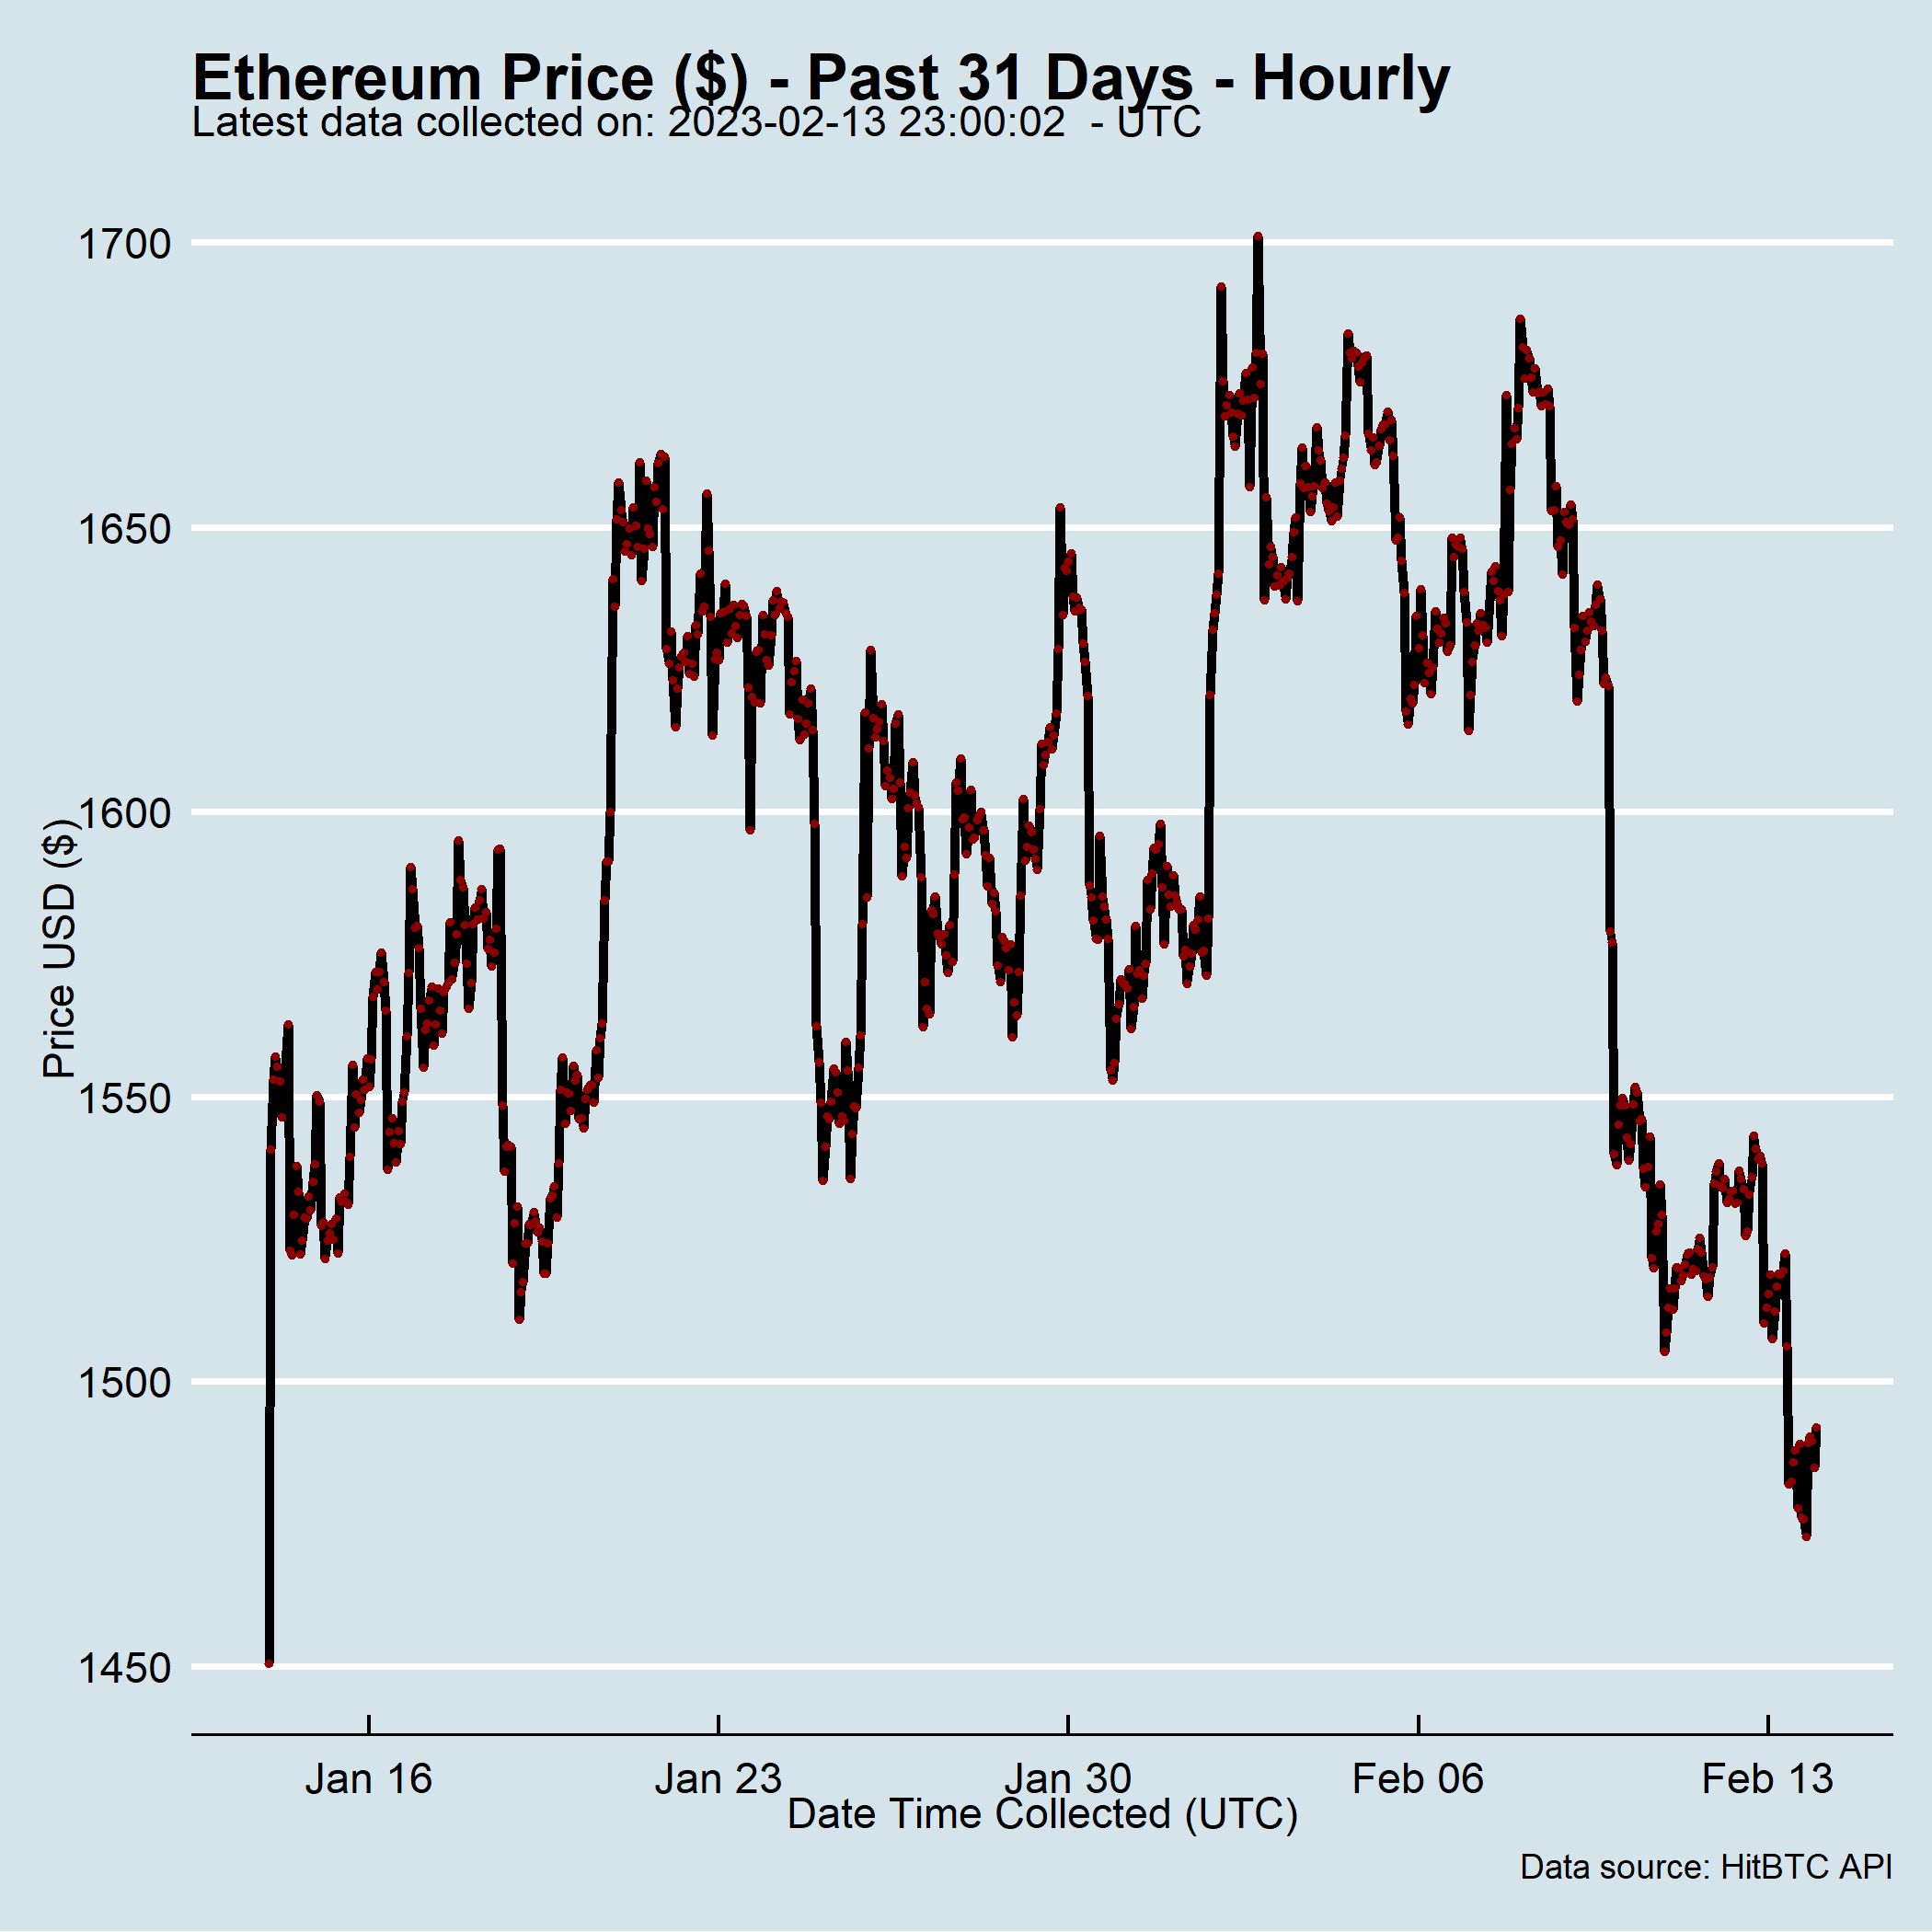 Ethereum Price ($) - Past 31 Days - Hourly
Latest data collected on: 2023-02-13 23:00:02  - UTC
Price USD ($)
1700
1650
1600
1550
1500
1450
Jan 16
Jan 23
Jan 30
Feb 06
Feb 13
Date Time Collected (UTC)
Data source: HitBTC API